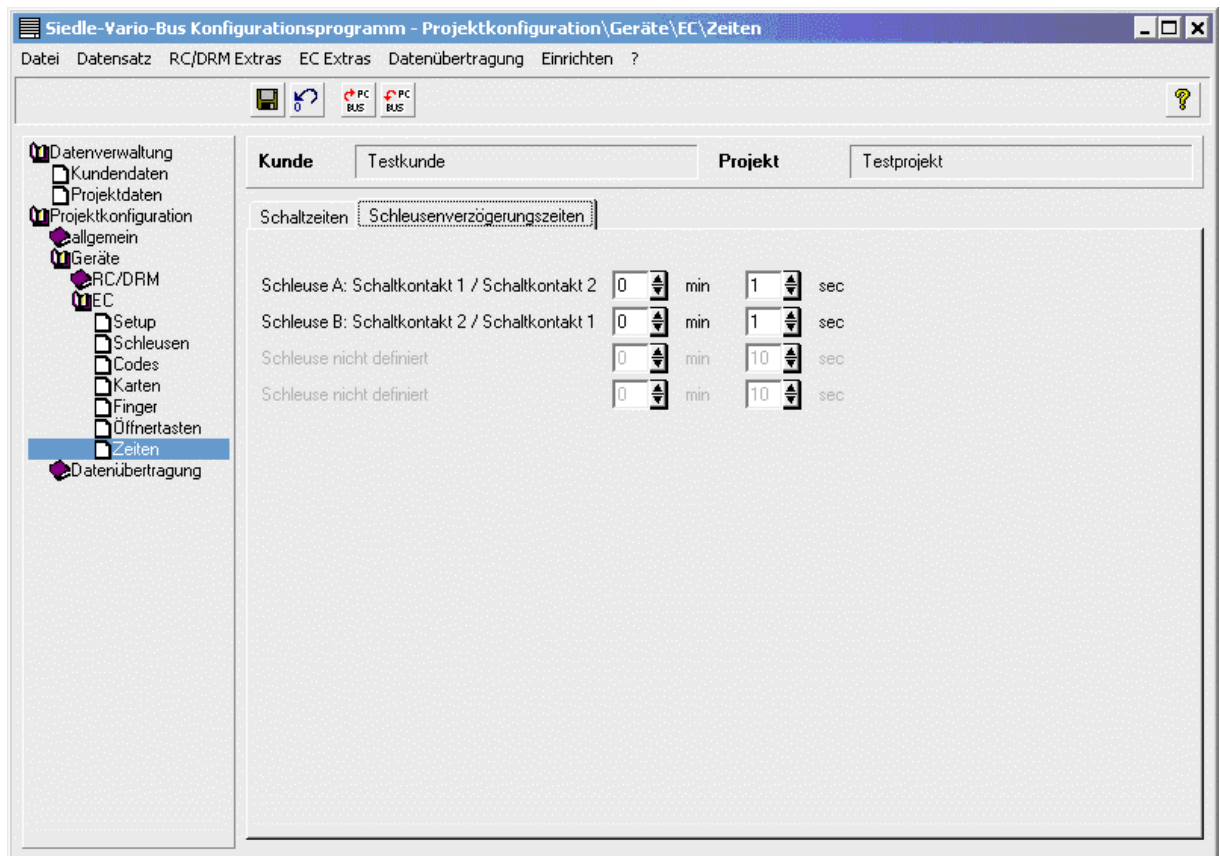 Siedle-Vario-Bus Konfigurationsprogramm - Projektkonfiguration\Geräte\EC\Zeiten
Datei Datensatz RC/DRM Extras EC Extras Datenübertragung Einrichten ?
0 PC BUS PC BUS ?
Datenverwaltung
Kundendaten
Projektdaten
Projektkonfiguration
allgemein
Geräte
RC/DRM
EC
Setup
Schleusen
Codes
Karten
Finger
Öffnertasten
Zeiten
Datenübertragung
Kunde Testkunde Projekt Testprojekt
Schaltzeiten Schleusenverzögerungszeiten
Schleuse A: Schaltkontakt 1 / Schaltkontakt 2 0 min 1 sec
Schleuse B: Schaltkontakt 2 / Schaltkontakt 1 0 min 1 sec
Schleuse nicht definiert 0 min 10 sec
Schleuse nicht definiert 0 min 10 sec